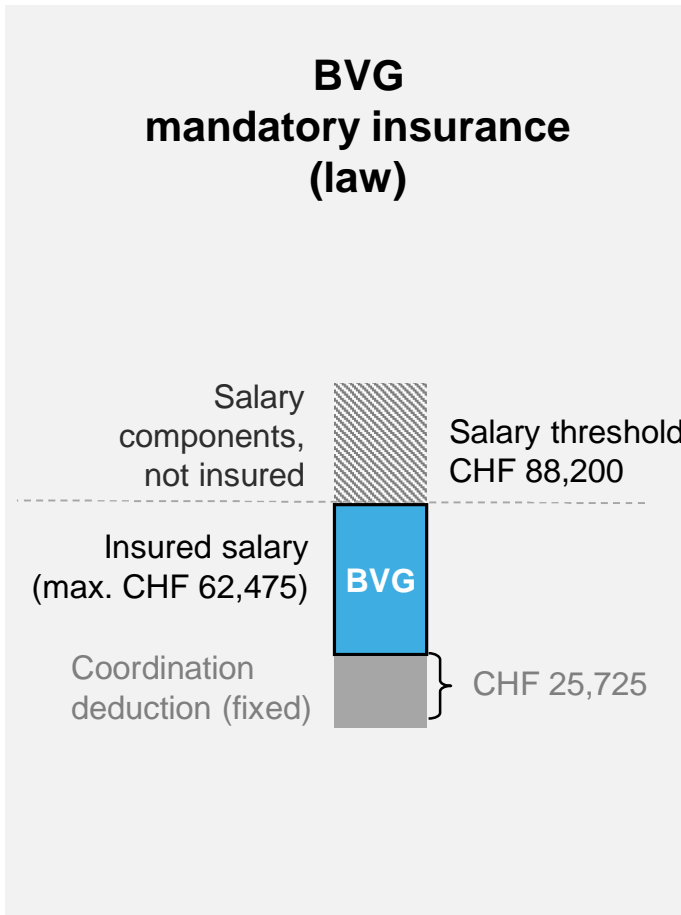 BVG
mandatory insurance
(law)
Salary
components,
not insured
Salary threshold
CHF 88,200
Insured salary
(max. CHF 62,475)
BVG
Coordination
deduction (fixed)
CHF 25,725